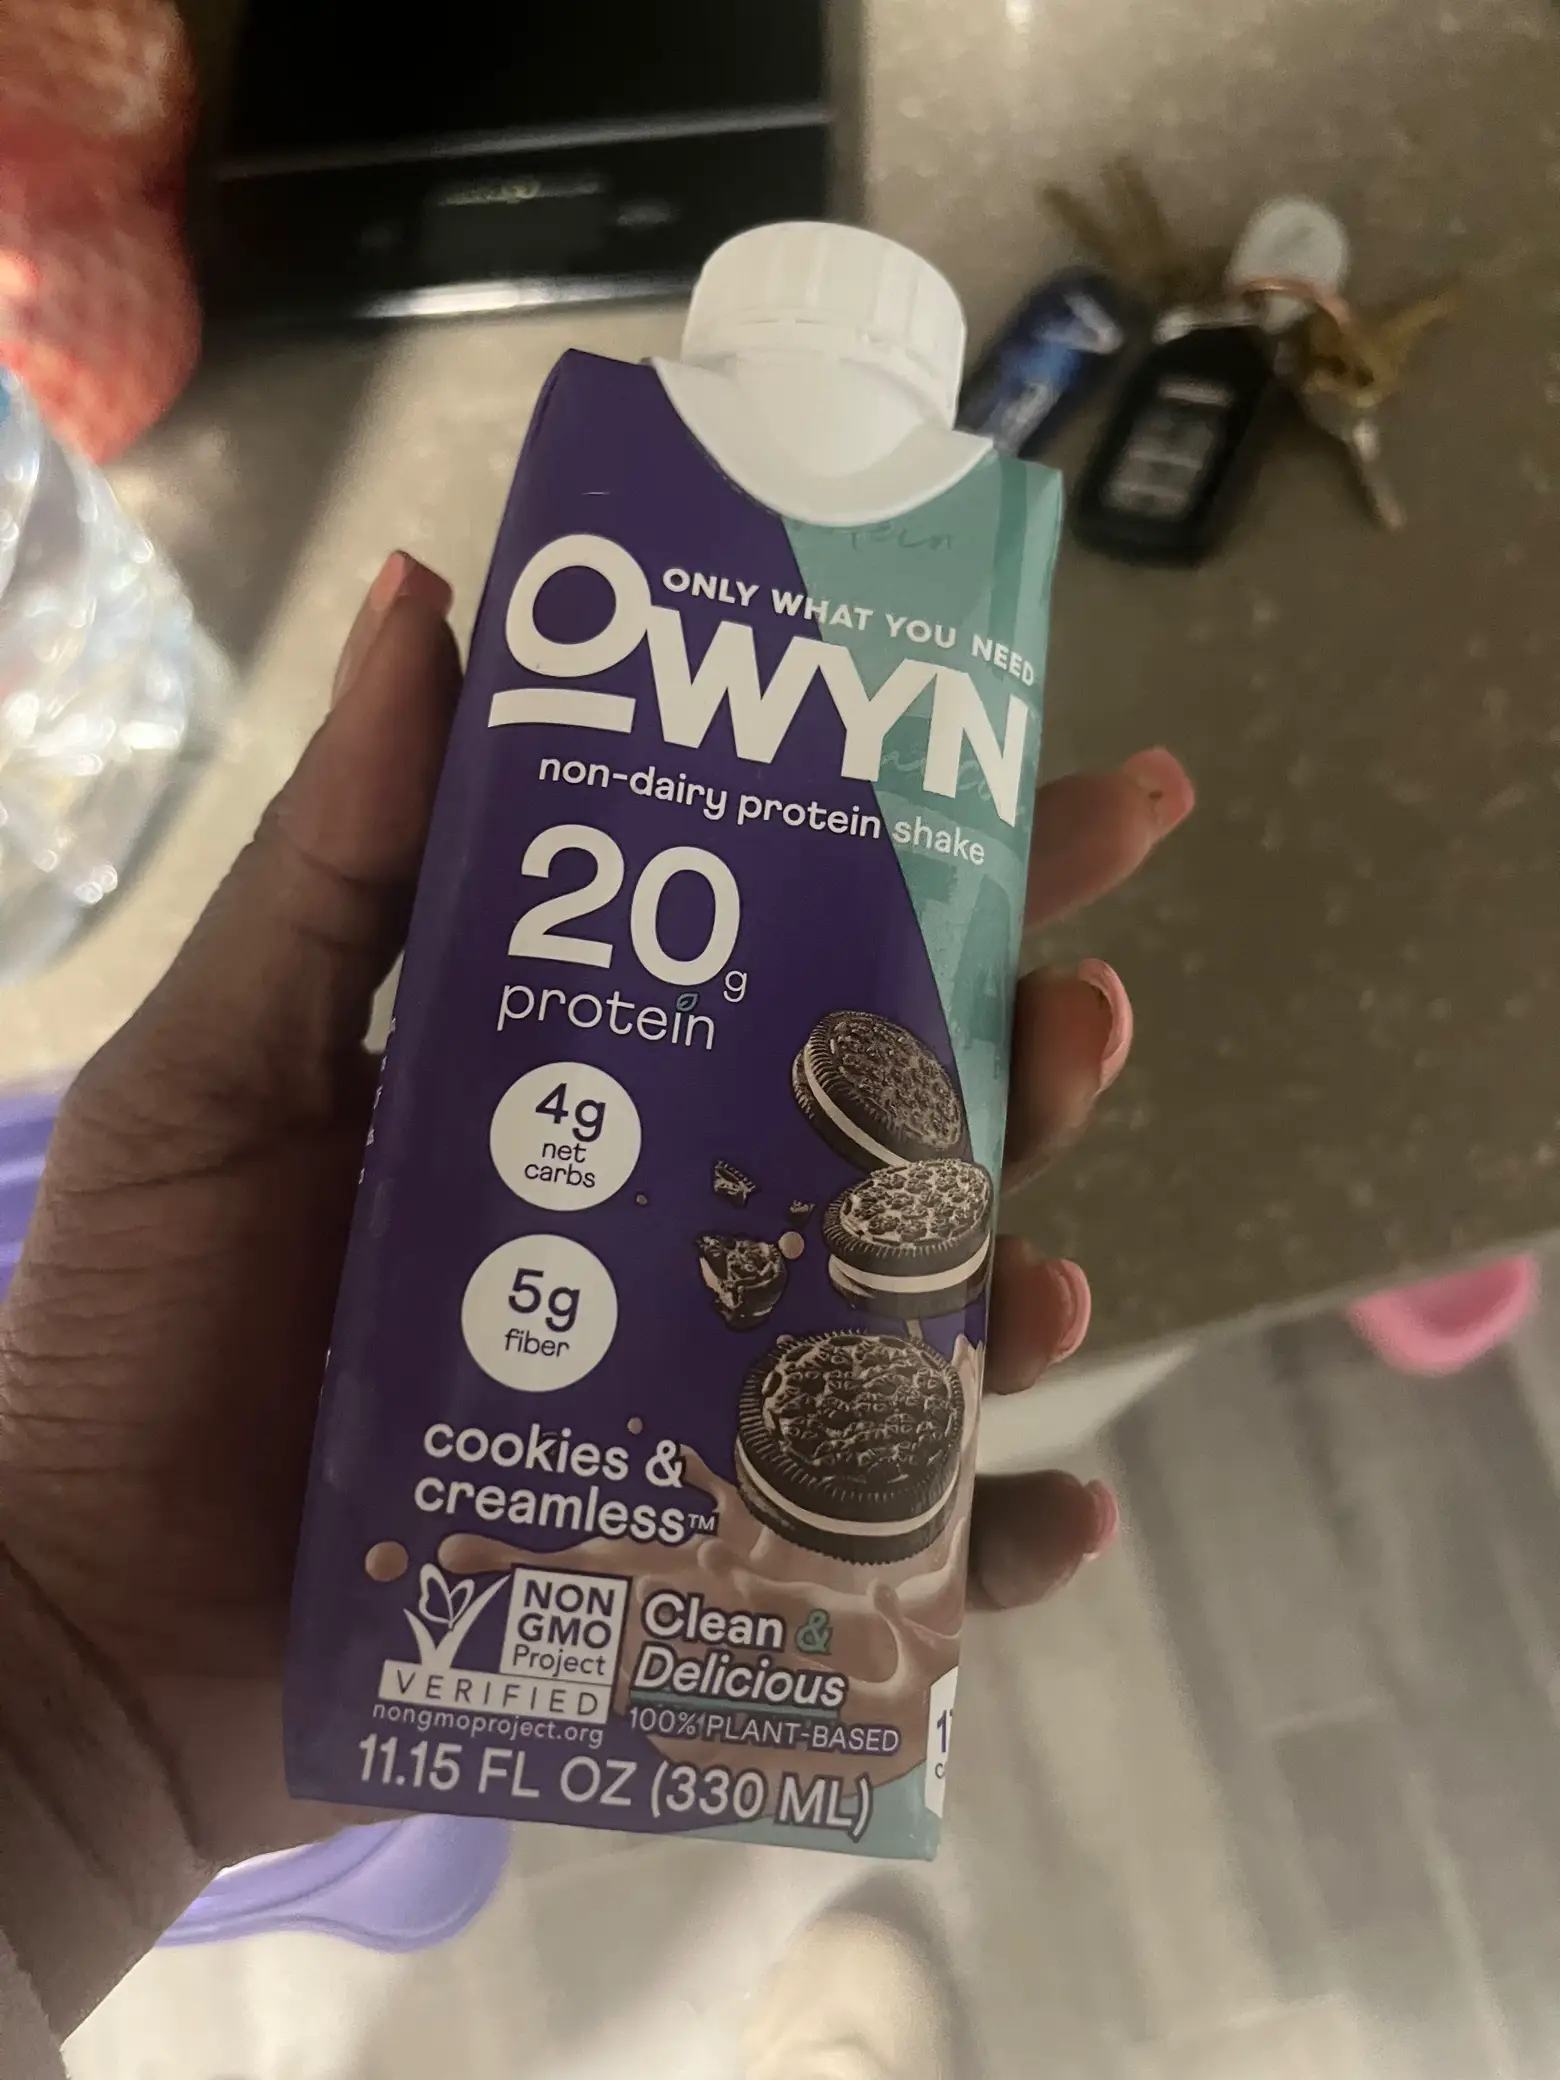 ONLY WHAT YOU NEED
OWYN
non-dairy protein shake
20g
protein
4g
net
carbs
5g
fiber
cookies &
creamless™
NON
GMO
Project
VERIFIED
nongmoproject.org
Clean &
Delicious
100% PLANT-BASED
11.15 FL OZ (330 ML)